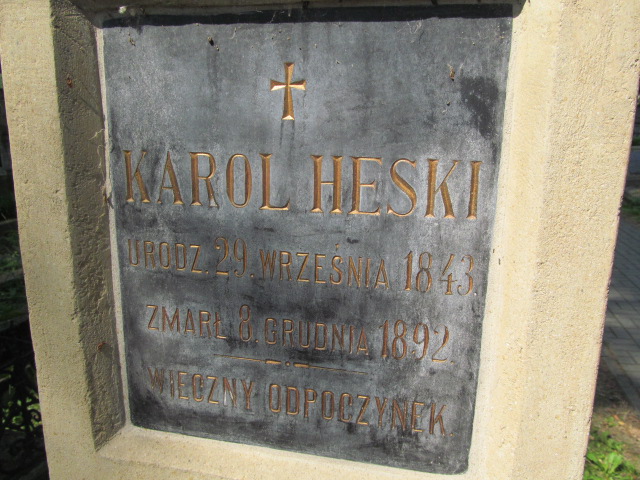 KAROL HESKI
URODZ. 29. WRZEŚNIA 1843.
ZMARŁ 8. GRUDNIA 1892
WIECZNY ODPOCZYNEK.